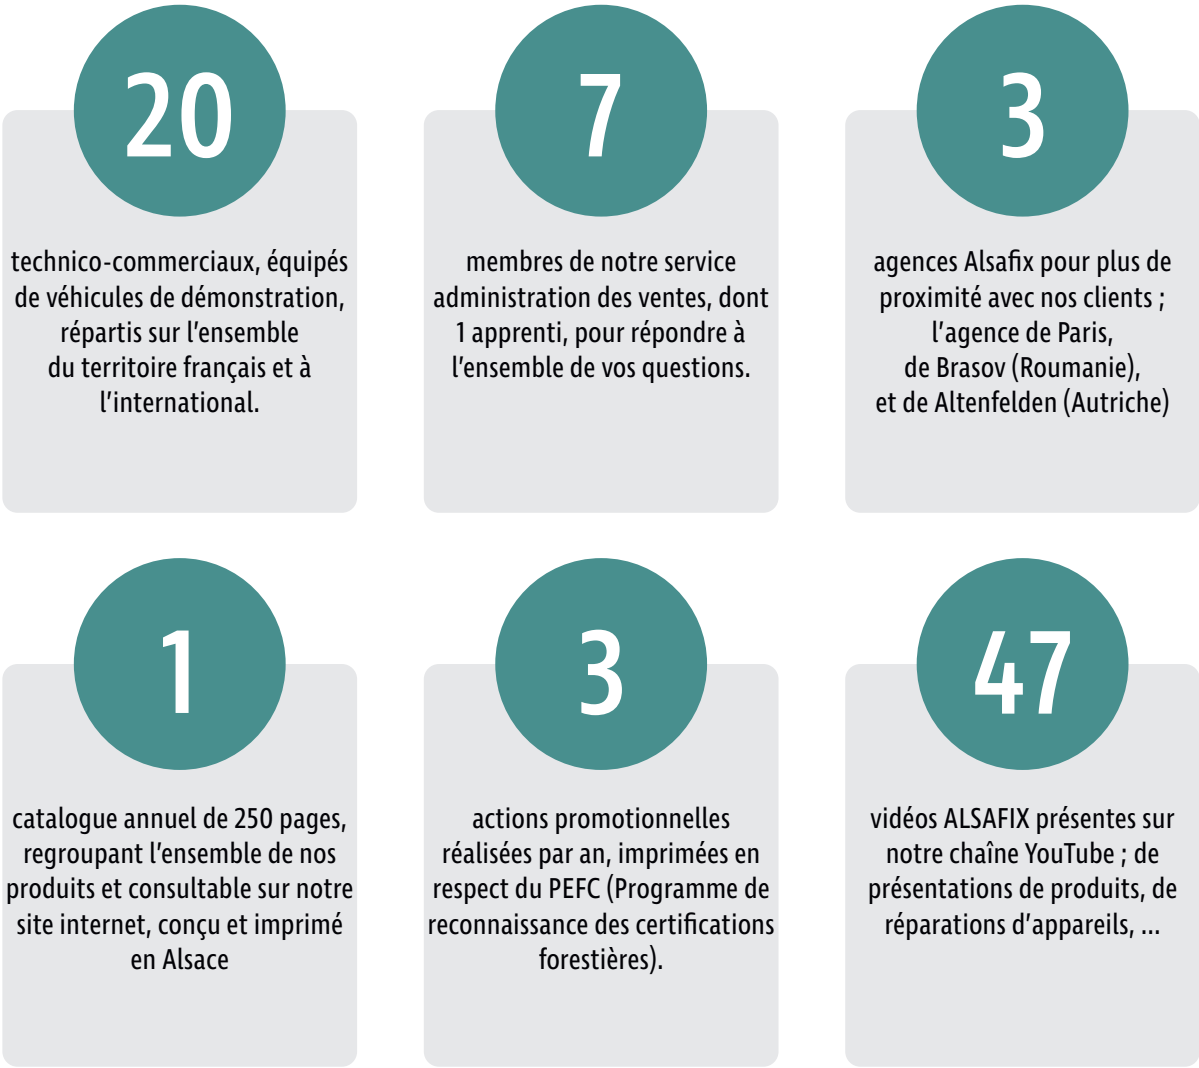 20
technico-commerciaux, équipés
de véhicules de démonstration,
répartis sur l’ensemble
du territoire français et à
l’international.
7
membres de notre service
administration des ventes, dont
1 apprenti, pour répondre à
l’ensemble de vos questions.
3
agences Alsafix pour plus de
proximité avec nos clients ;
l’agence de Paris,
de Brasov (Roumanie),
et de Altenfelden (Autriche)
1
catalogue annuel de 250 pages,
regroupant l’ensemble de nos
produits et consultable sur notre
site internet, conçu et imprimé
en Alsace
3
actions promotionnelles
réalisées par an, imprimées en
respect du PEFC (Programme de
reconnaissance des certifications
forestières).
47
vidéos ALSAFIX présentes sur
notre chaîne YouTube ; de
présentations de produits, de
réparations d’appareils, ...